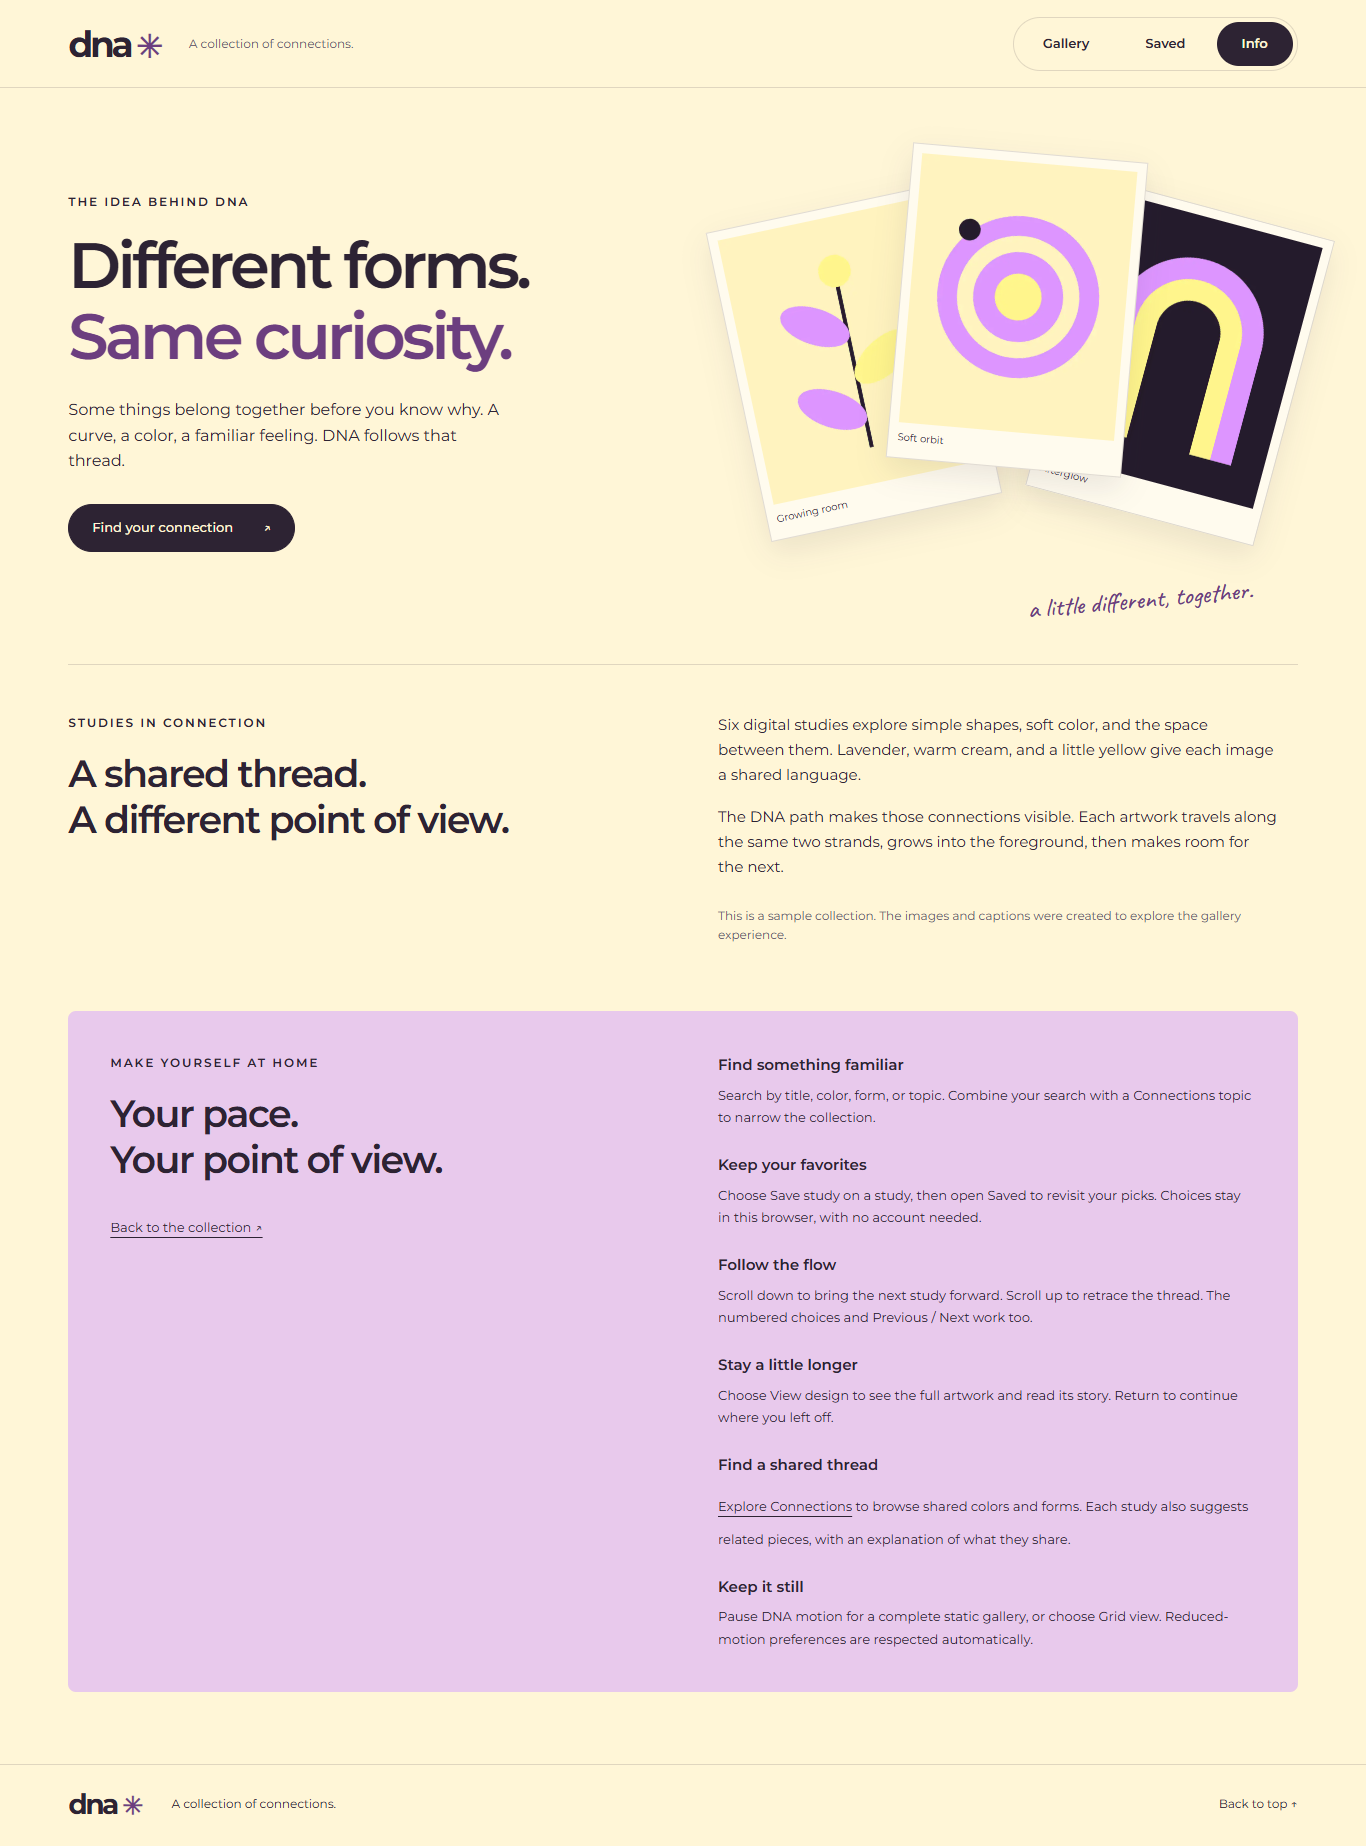 dna
A collection of connections.
Gallery
Saved
Info
THE IDEA BEHIND DNA
Different forms.
Same curiosity.
Some things belong together before you know why. A
curve, a color, a familiar feeling. DNA follows that
thread.
Find your connection ↗
Growing room
Soft orbit
a little different, together.
STUDIES IN CONNECTION
A shared thread.
A different point of view.
Six digital studies explore simple shapes, soft color, and the space
between them. Lavender, warm cream, and a little yellow give each image
a shared language.
The DNA path makes those connections visible. Each artwork travels along
the same two strands, grows into the foreground, then makes room for
the next.
This is a sample collection. The images and captions were created to explore the gallery
experience.
MAKE YOURSELF AT HOME
Your pace.
Your point of view.
Back to the collection ↗
Find something familiar
Search by title, color, form, or topic. Combine your search with a Connections topic
to narrow the collection.
Keep your favorites
Choose Save study on a study, then open Saved to revisit your picks. Choices stay
in this browser, with no account needed.
Follow the flow
Scroll down to bring the next study forward. Scroll up to retrace the thread. The
numbered choices and Previous / Next work too.
Stay a little longer
Choose View design to see the full artwork and read its story. Return to continue
where you left off.
Find a shared thread
Explore Connections to browse shared colors and forms. Each study also suggests
related pieces, with an explanation of what they share.
Keep it still
Pause DNA motion for a complete static gallery, or choose Grid view. Reduced-
motion preferences are respected automatically.
dna
A collection of connections.
Back to top ↑